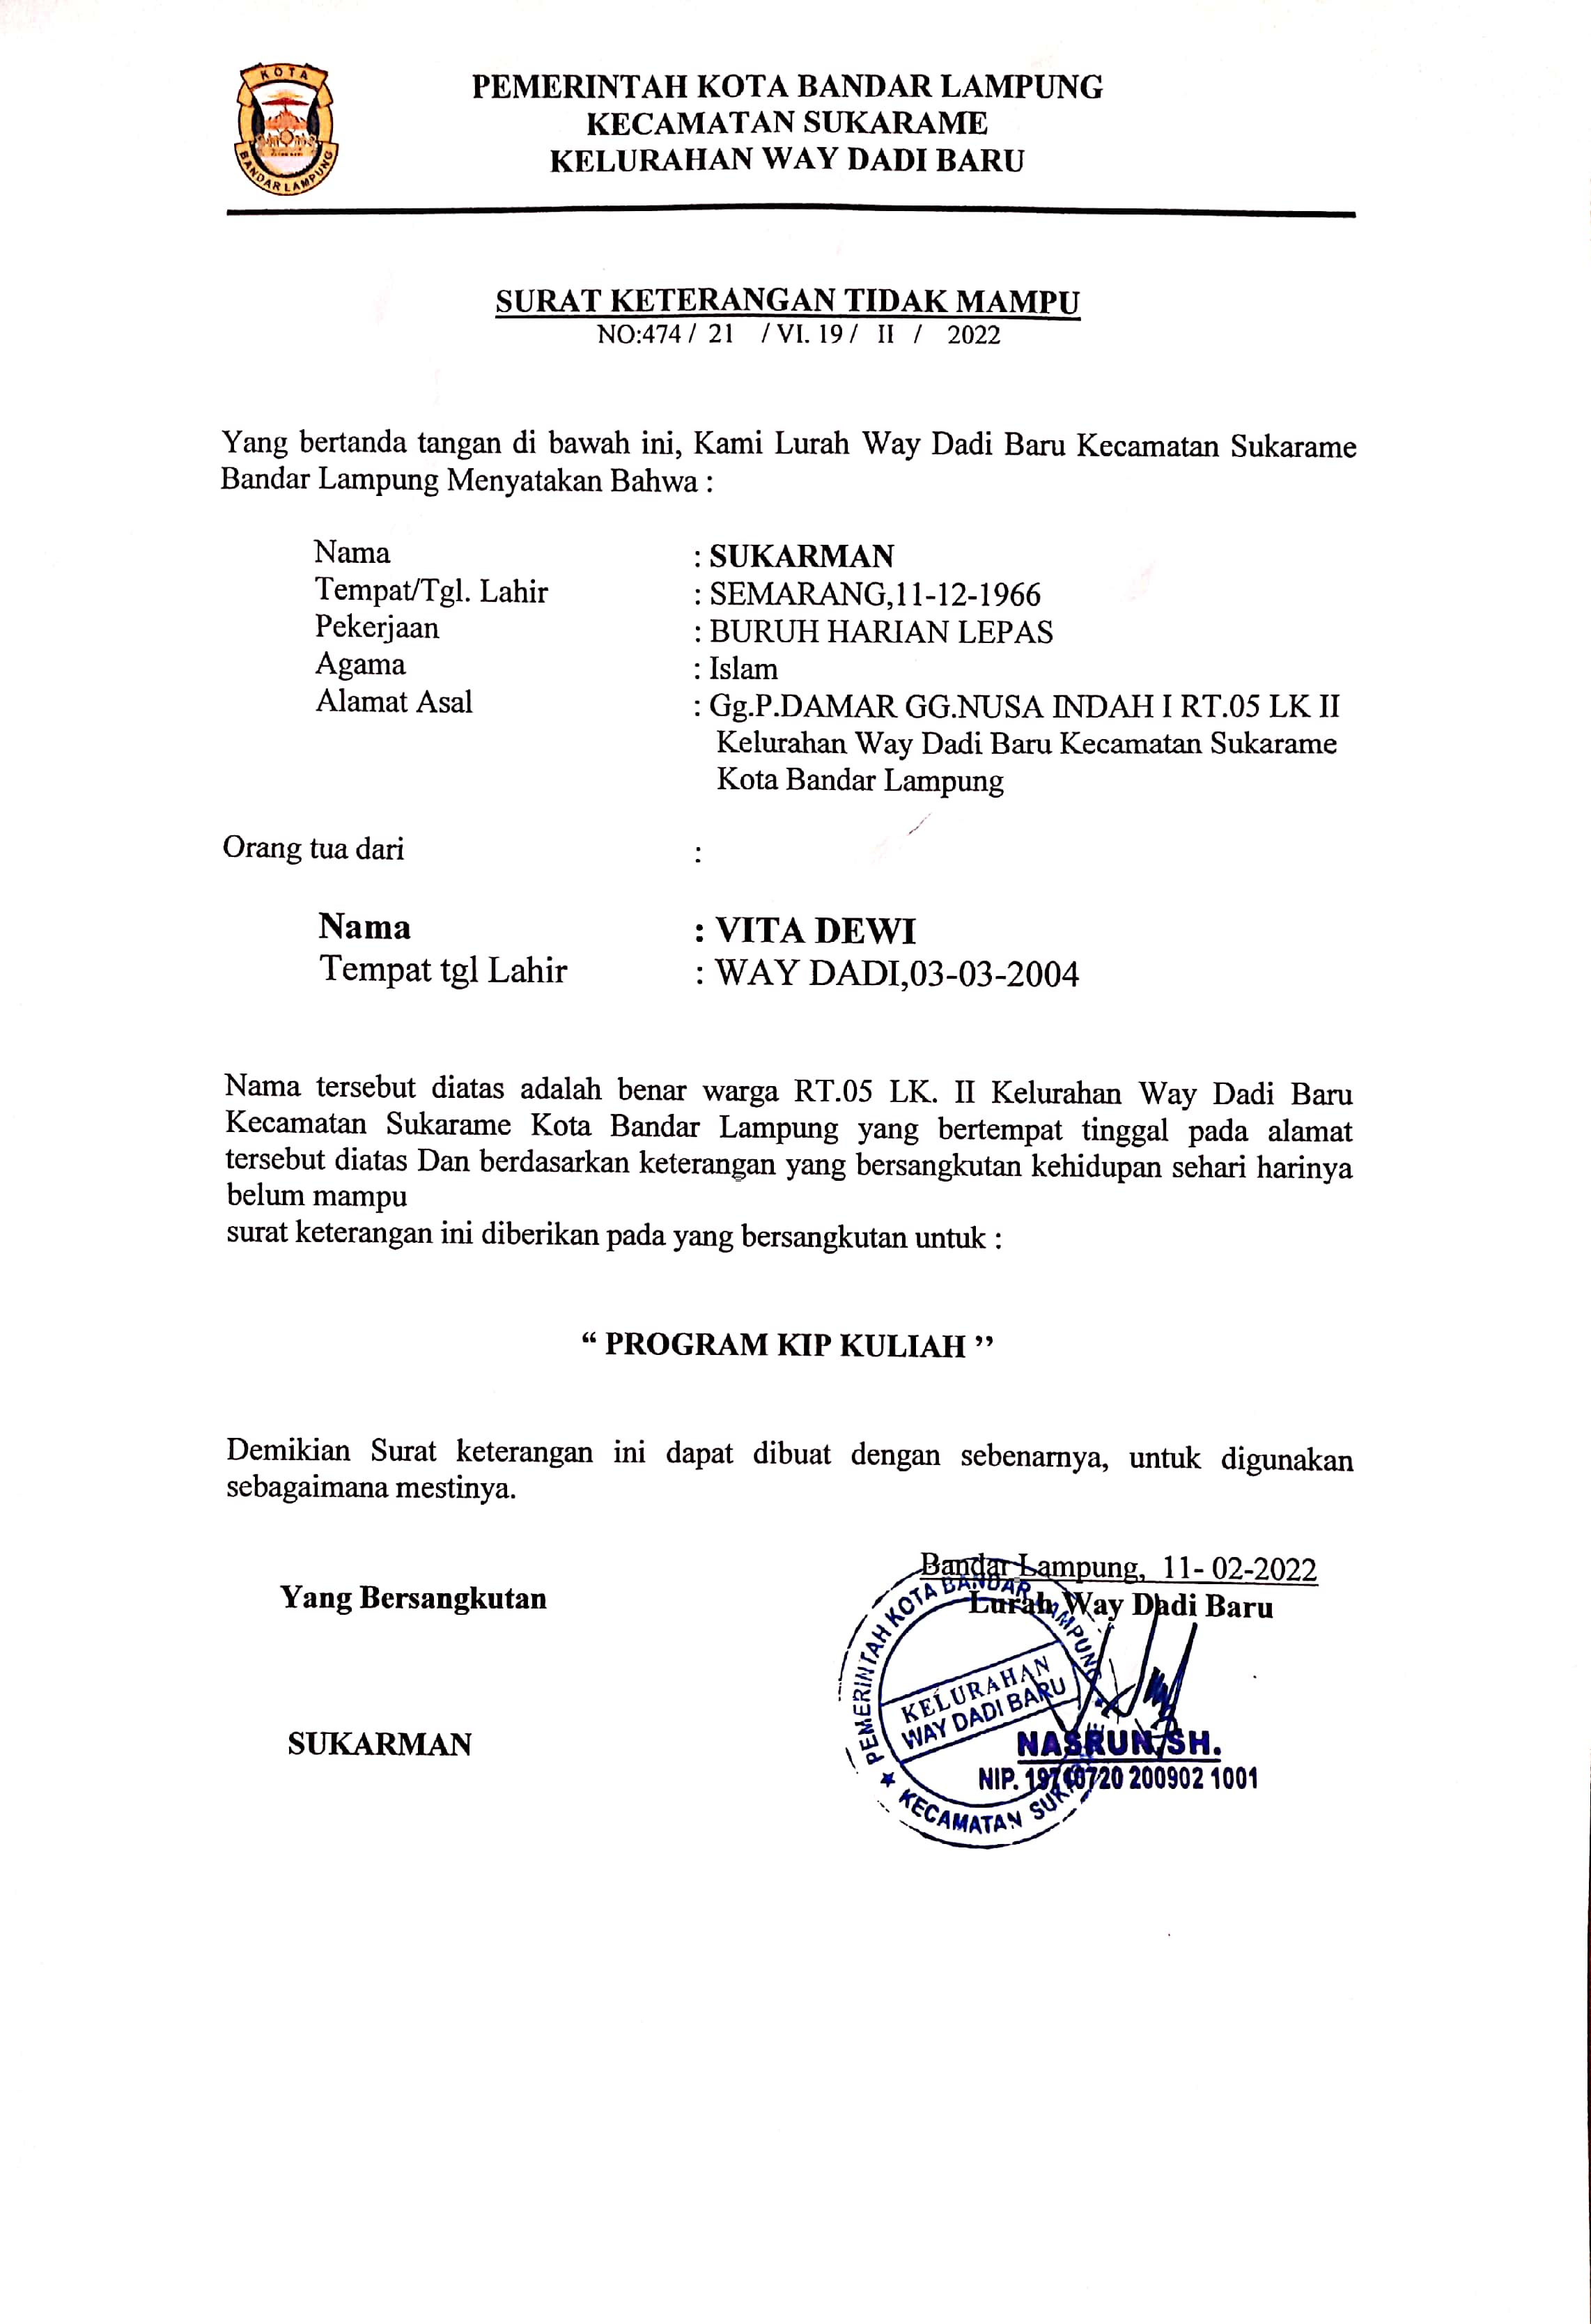 KOTA
BANDAR LAMPUNG
PEMERINTAH KOTA BANDAR LAMPUNG
KECAMATAN SUKARAME
KELURAHAN WAY DADI BARU
SURAT KETERANGAN TIDAK MAMPU
NO:474 / 21 / VI. 19 / II / 2022
Yang bertanda tangan di bawah ini, Kami Lurah Way Dadi Baru Kecamatan Sukarame
Bandar Lampung Menyatakan Bahwa :
Nama : SUKARMAN
Tempat/Tgl. Lahir : SEMARANG,11-12-1966
Pekerjaan : BURUH HARIAN LEPAS
Agama : Islam
Alamat Asal : Gg.P.DAMAR GG.NUSA INDAH I RT.05 LK II
Kelurahan Way Dadi Baru Kecamatan Sukarame
Kota Bandar Lampung
Orang tua dari :
Nama : VITA DEWI
Tempat tgl Lahir : WAY DADI,03-03-2004
Nama tersebut diatas adalah benar warga RT.05 LK. II Kelurahan Way Dadi Baru
Kecamatan Sukarame Kota Bandar Lampung yang bertempat tinggal pada alamat
tersebut diatas Dan berdasarkan keterangan yang bersangkutan kehidupan sehari harinya
belum mampu
surat keterangan ini diberikan pada yang bersangkutan untuk :
“ PROGRAM KIP KULIAH ’’
Demikian Surat keterangan ini dapat dibuat dengan sebenarnya, untuk digunakan
sebagaimana mestinya.
Bandar Lampung, 11- 02-2022
Yang Bersangkutan
Lurah Way Dadi Baru
PEMERINTAH KOTA BANDAR LAMPUNG
KELURAHAN
WAY DADI BARU
KECAMATAN
SUKARMAN
NASRUN,SH.
NIP. 200902 1001